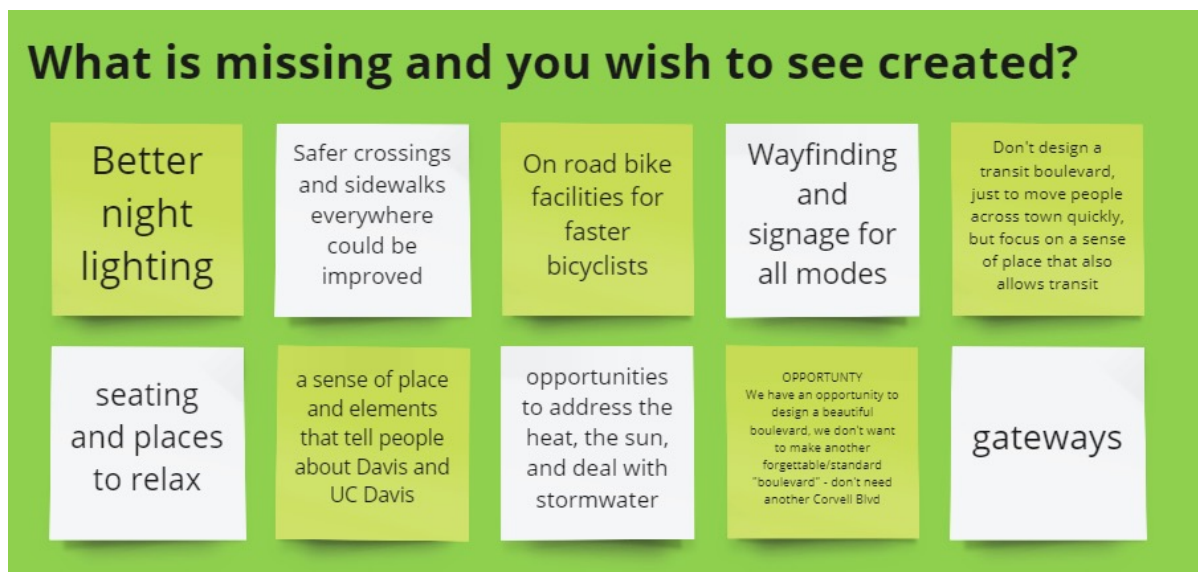 What is missing and you wish to see created?
Better
night
lighting
Safer crossings
and sidewalks
everywhere
could be
improved
On road bike
facilities for
faster
bicyclists
Wayfinding
and
signage for
all modes
Don't design a
transit boulevard,
just to move people
across town quickly,
but focus on a sense
of place that also
allows transit
seating
and places
to relax
a sense of place
and elements
that tell people
about Davis and
UC Davis
opportunities
to address the
heat, the sun,
and deal with
stormwater
OPPORTUNTY
We have an opportunity to
design a beautiful
boulevard, we don't want
to make another
forgettable/standard
"boulevard" - don't need
another Corvell Blvd
gateways